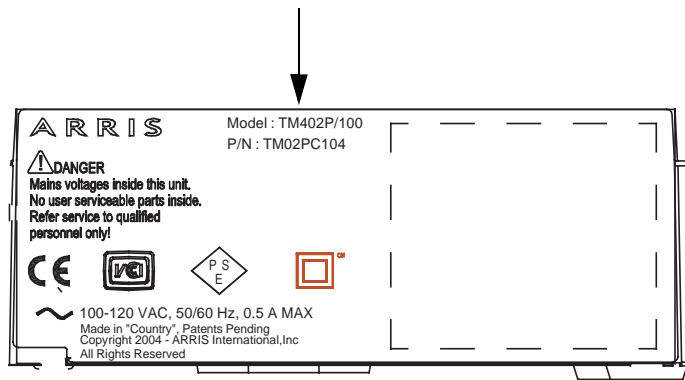 ARRIS
Model : TM402P/100
P/N : TM02PC104
DANGER
Mains voltages inside this unit.
No user serviceable parts inside.
Refer service to qualified
personnel only!
CE
VCI
P S
E
100-120 VAC, 50/60 Hz, 0.5 A MAX
Made in "Country", Patents Pending
Copyright 2004 - ARRIS International,Inc
All Rights Reserved